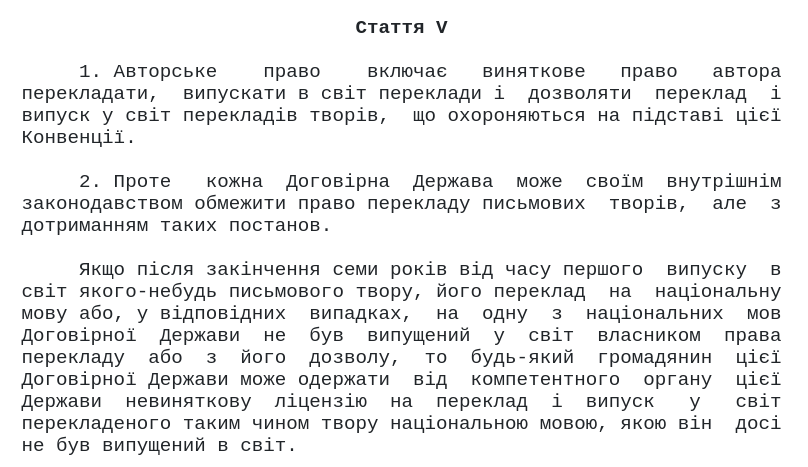 Стаття V
1. Авторське право включає виняткове право автора
перекладати, випускати в світ переклади і дозволяти переклад і
випуск у світ перекладів творів, що охороняються на підставі цієї
Конвенції.
2. Проте кожна Договірна Держава може своїм внутрішнім
законодавством обмежити право перекладу письмових творів, але з
дотриманням таких постанов.
Якщо після закінчення семи років від часу першого випуску в
світ якого-небудь письмового твору, його переклад на національну
мову або, у відповідних випадках, на одну з національних мов
Договірної Держави не був випущений у світ власником права
перекладу або з його дозволу, то будь-який громадянин цієї
Договірної Держави може одержати від компетентного органу цієї
Держави невиняткову ліцензію на переклад і випуск у світ
перекладеного таким чином твору національною мовою, якою він досі
не був випущений в світ.